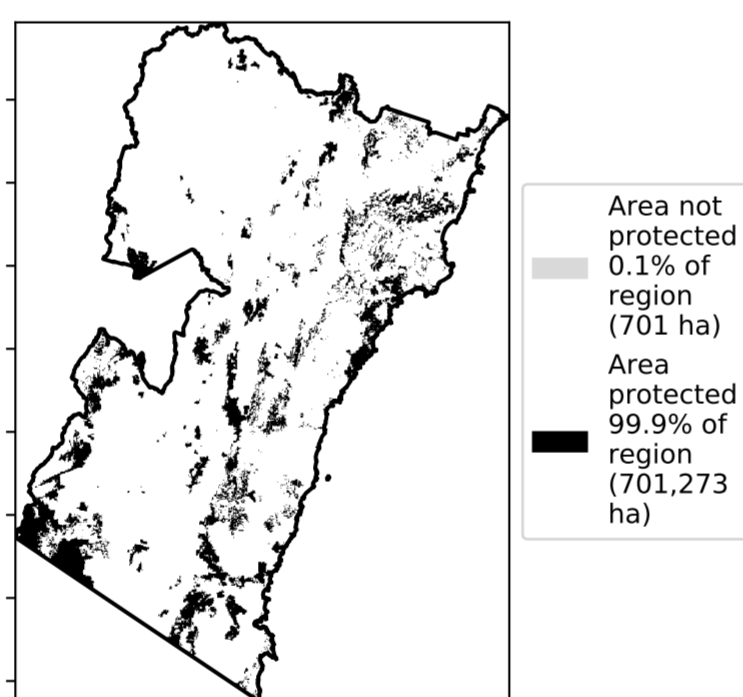 Area not
protected
0.1% of
region
(701 ha)
Area
protected
99.9% of
region
(701,273
ha)